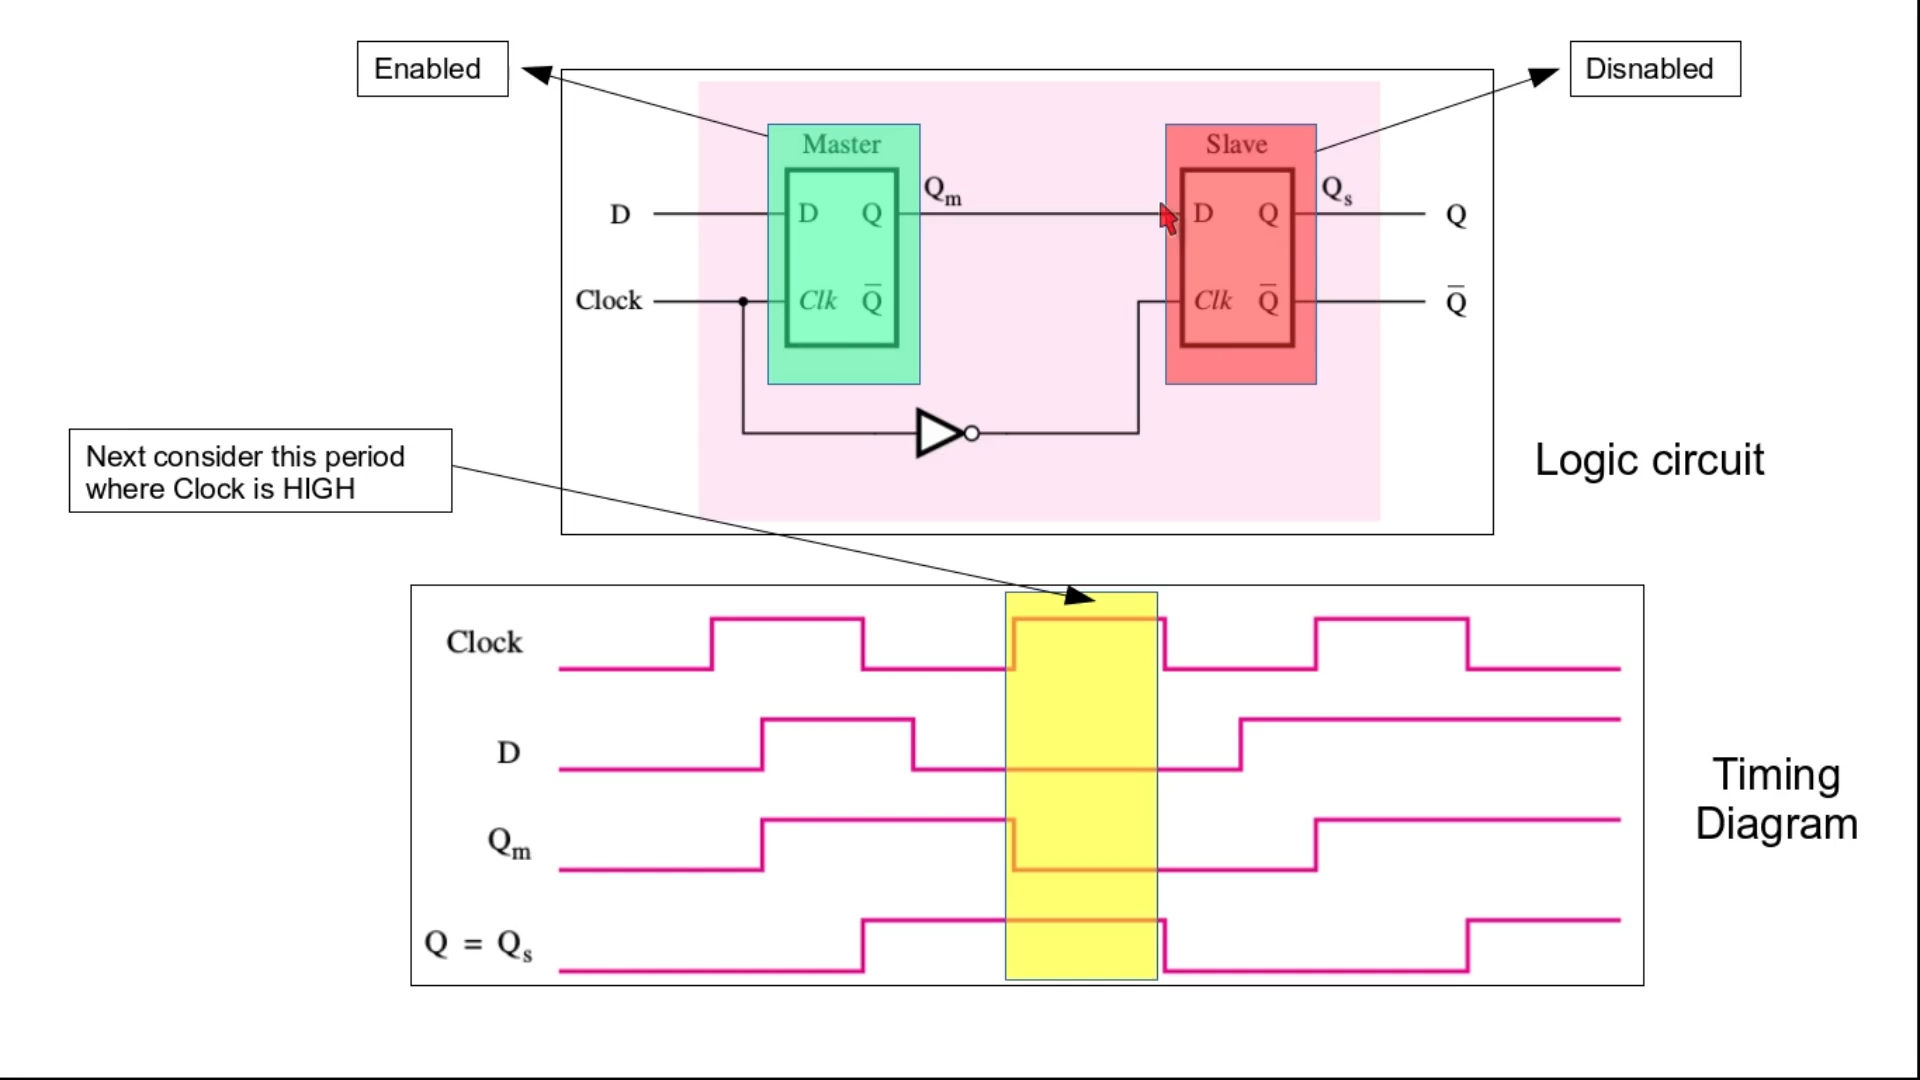 Enabled
Disnabled
Master
Slave
Qm
Qs
D
D Q
D Q
Q
Clock
Clk Q̅
Clk Q̅
Q̅
Next consider this period
where Clock is HIGH
Logic circuit
Clock
D
Qm
Q = Qs
Timing
Diagram